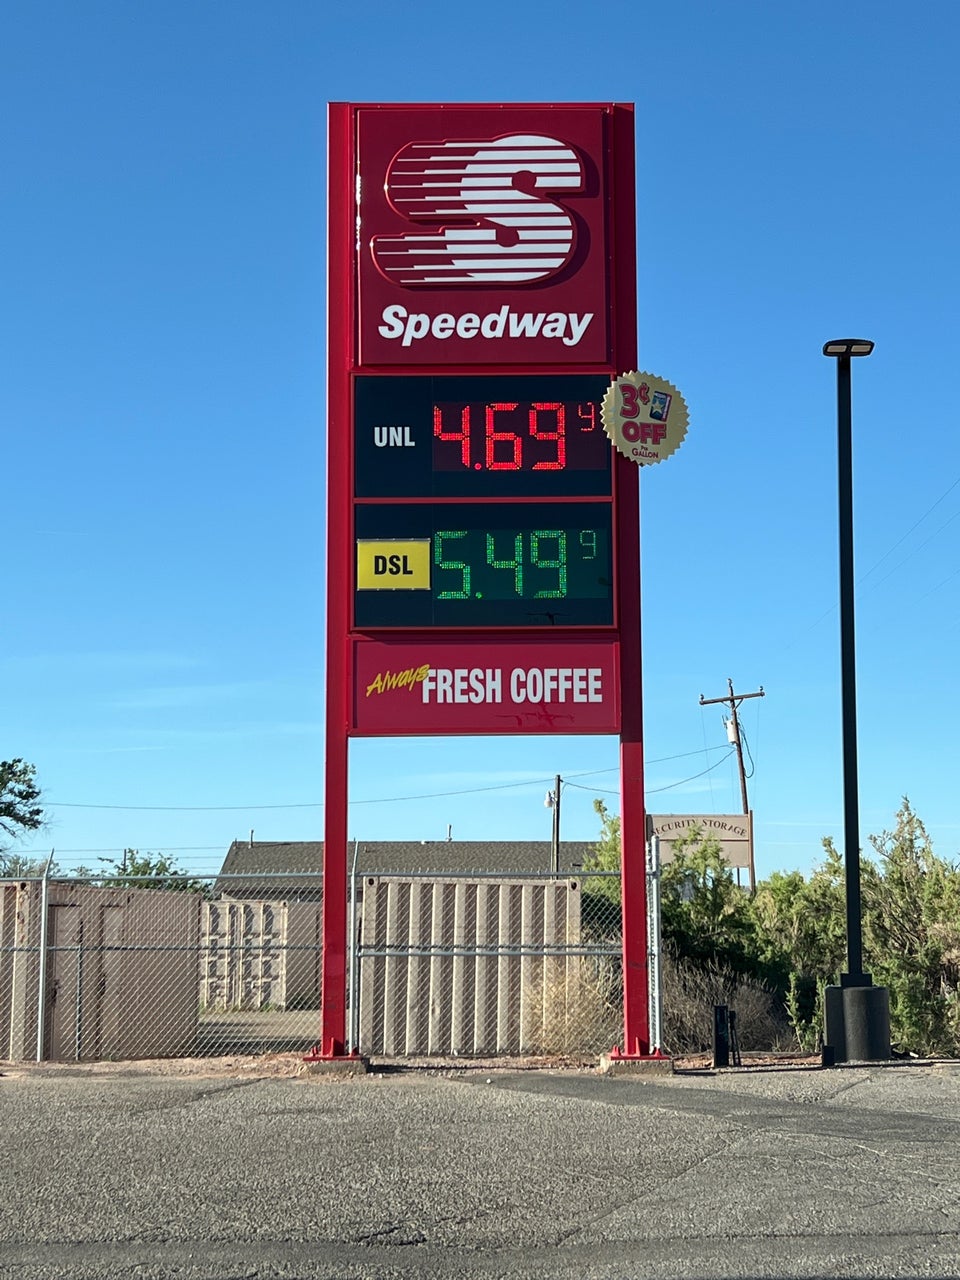 Speedway
UNL 4.69 9
3¢
OFF
Per
GALLON
DSL 5.49 9
Always FRESH COFFEE
SECURITY STORAGE